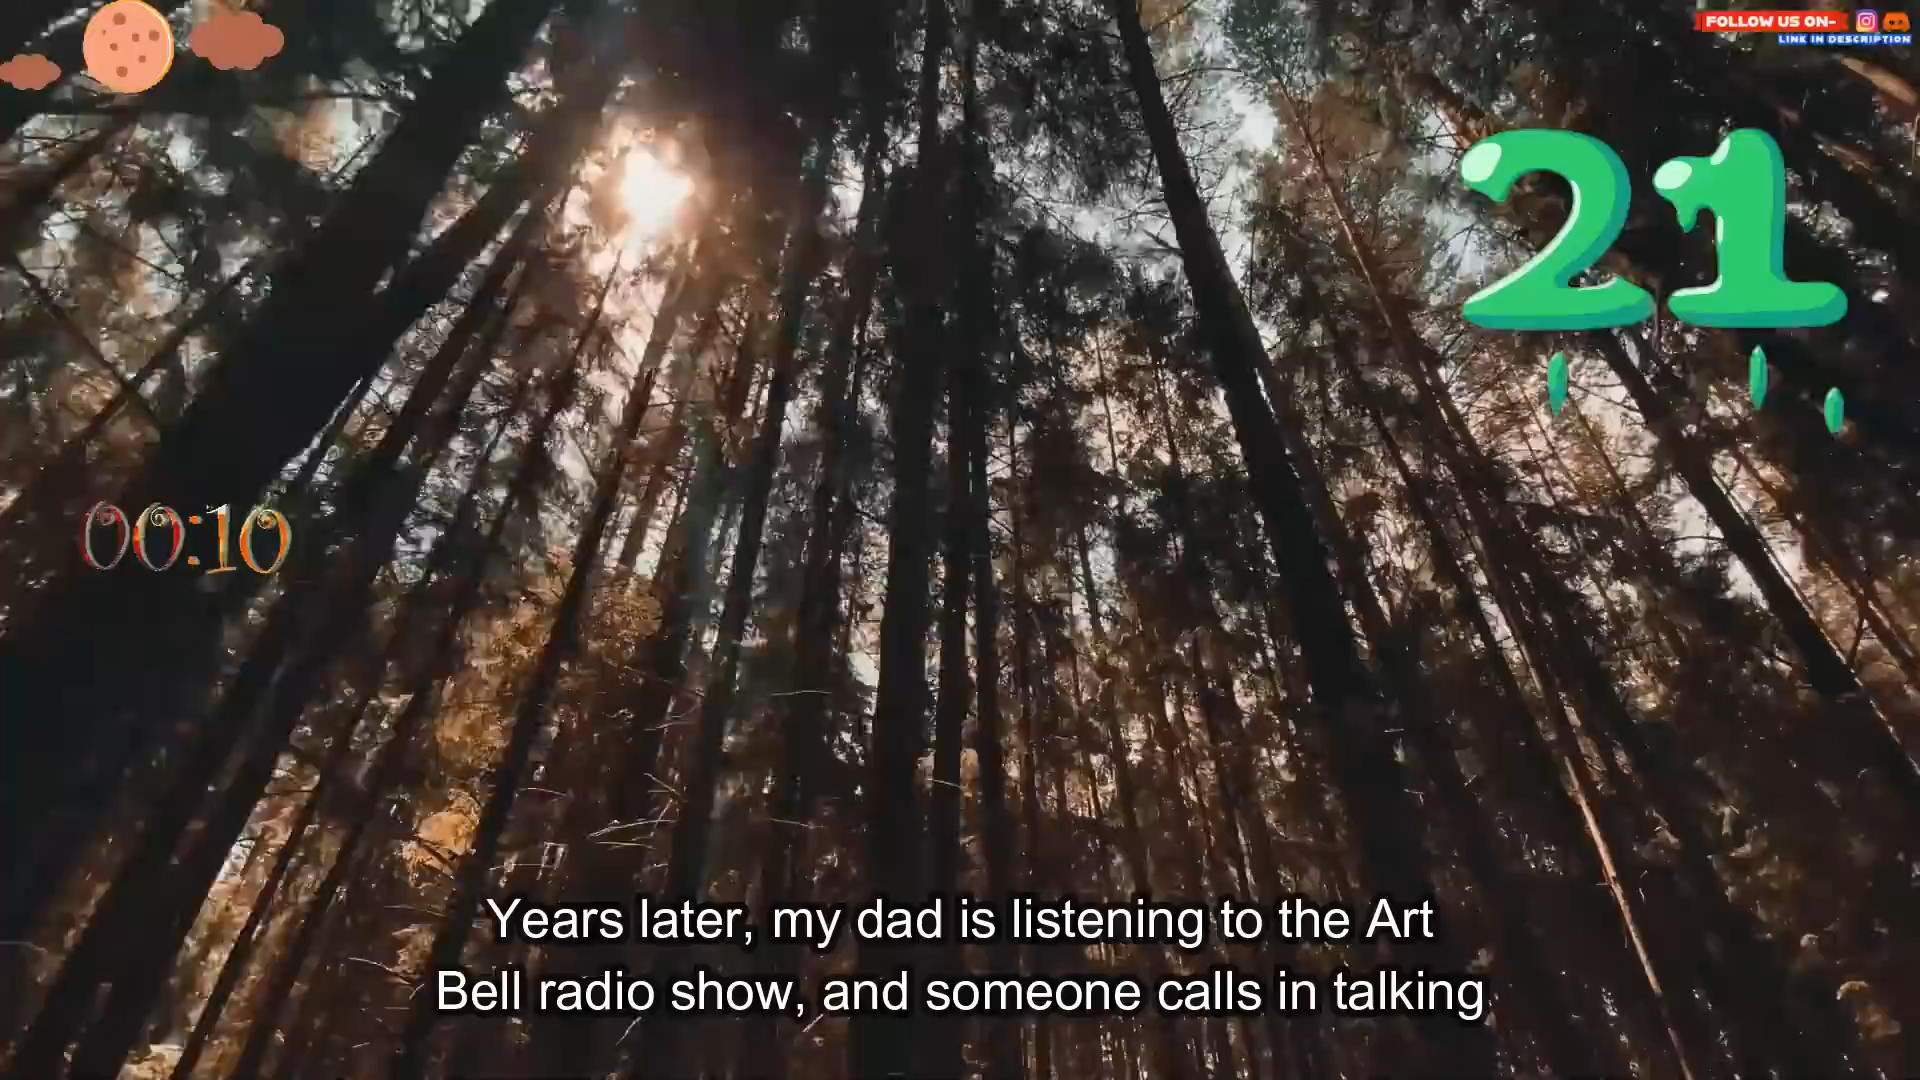 FOLLOW US ON-
LINK IN DESCRIPTION
21
00:10
Years later, my dad is listening to the Art
Bell radio show, and someone calls in talking